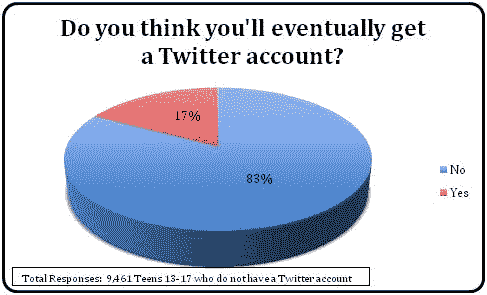 Do you think you'll eventually get
a Twitter account?
17%
83%
No
Yes
Total Responses: 9,461 Teens 13-17 who do not have a Twitter account